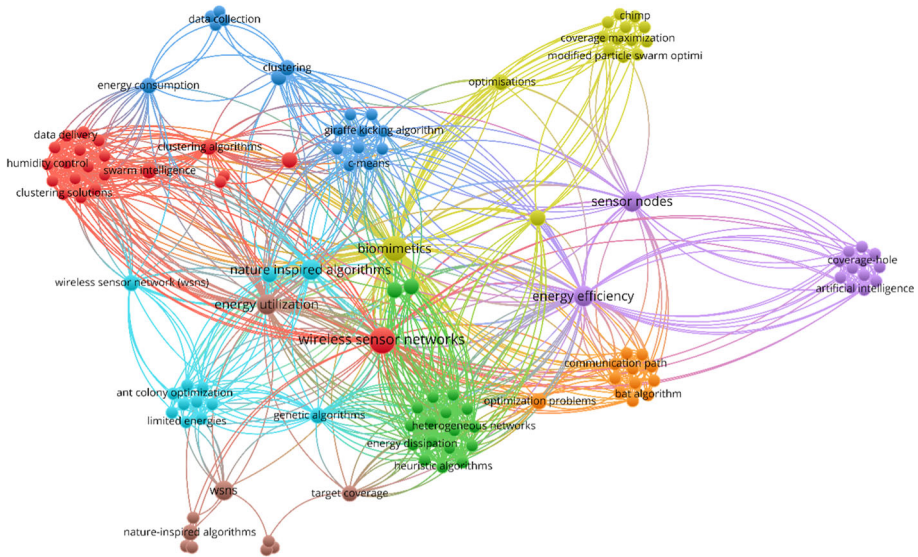 chimp
data collection
coverage maximization
modified particle swarm optimi
clustering
energy consumption
optimisations
data delivery
giraffe kicking algorithm
clustering algorithms
humidity control
swarm intelligence
c-means
clustering solutions
sensor nodes
biomimetics
coverage-hole
nature inspired algorithms
wireless sensor network (wsns)
artificial intelligence
energy efficiency
energy utilization
wireless sensor networks
communication path
ant colony optimization
bat algorithm
optimization problems
limited energies
genetic algorithms
heterogeneous networks
energy dissipation
heuristic algorithms
wsns
target coverage
nature-inspired algorithms